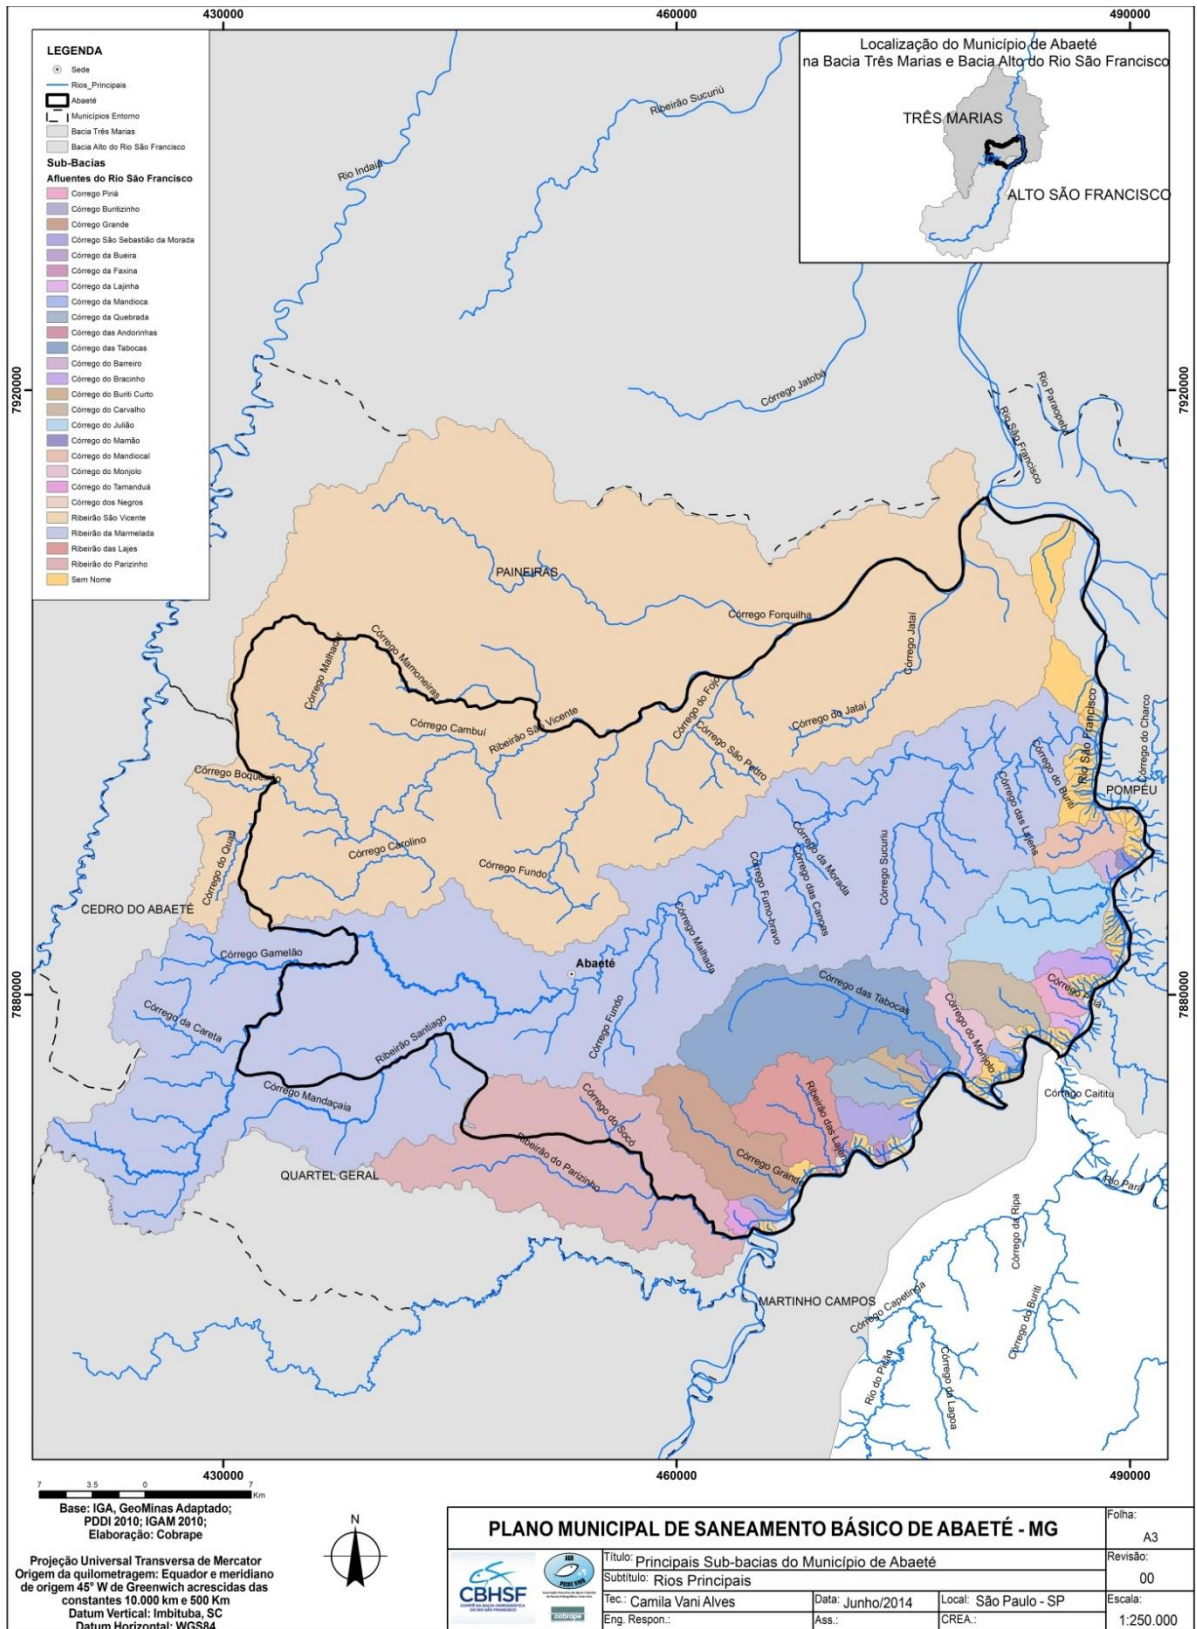 430000
460000
490000
LEGENDA
Sede
Rios_Principais
Abaeté
Municípios Entorno
Bacia Três Marias
Bacia Alto do Rio São Francisco
Sub-Bacias
Afluentes do Rio São Francisco
Corrego Piriá
Córrego Buritizinho
Córrego Grande
Córrego São Sebastião da Morada
Córrego da Bueira
Córrego da Faxina
Córrego da Lajinha
Córrego da Mandioca
Córrego da Quebrada
Córrego das Andorinhas
Córrego das Tabocas
Córrego do Barreiro
Córrego do Bracinho
Córrego do Buriti Curto
Córrego do Carvalho
Córrego do Julião
Córrego do Mamão
Córrego do Mandiocal
Córrego do Monjolo
Córrego do Tamanduá
Córrego dos Negros
Ribeirão São Vicente
Ribeirão da Marmelada
Ribeirão das Lajes
Ribeirão do Parizinho
Sem Nome
Localização do Município de Abaeté
na Bacia Três Marias e Bacia Alto do Rio São Francisco
TRÊS MARIAS
ALTO SÃO FRANCISCO
Ribeirão Sucuriú
Rio Indaiá
Córrego Jatobá
7920000
7920000
Rio Paraopeba
Rio São Francisco
PAINEIRAS
Córrego Forquilha
Córrego Malhador
Córrego Mamoneiras
Córrego Jataí
Córrego do Fojo
Córrego Cambuí
Ribeirão São Vicente
Córrego do Jataí
Córrego São Pedro
Rio São Francisco
Córrego do Charco
Córrego Boqueirão
Córrego do Buriti
POMPÉU
Córrego das Lajens
Córrego Carolino
Córrego do Quati
Córrego Fundo
Córrego da Morada
Córrego Sucuriu
Córrego Fumo-bravo
Córrego das Canoas
CEDRO DO ABAETÉ
Córrego Gamelão
Córrego Malhada
Abaeté
7880000
7880000
Córrego das Tabocas
Córrego Piriá
Córrego da Careta
Ribeirão Santiago
Córrego Fundo
Córrego do Monjolo
Córrego Mandaçaia
Córrego do Socó
Ribeirão das Lajen
Córrego Caititu
QUARTEL GERAL
Ribeirão do Parizinho
Córrego Grande
Rio Pará
Córrego da Ripa
MARTINHO CAMPOS
Córrego Capetinga
Córrego do Buriti
Rio do Picão
Córrego da Lagoa
430000
460000
490000
7 3.5 0 7
Km
Base: IGA, GeoMinas Adaptado;
PDDI 2010; IGAM 2010;
Elaboração: Cobrape
Projeção Universal Transversa de Mercator
Origem da quilometragem: Equador e meridiano
de origem 45° W de Greenwich acrescidas das
constantes 10.000 km e 500 Km
Datum Vertical: Imbituba, SC
Datum Horizontal: WGS84
N
PLANO MUNICIPAL DE SANEAMENTO BÁSICO DE ABAETÉ - MG
Folha:
A3
CBHSF
AGB
PEIXE VIVO
cobrape
Título: Principais Sub-bacias do Município de Abaeté
Revisão:
00
Subtítulo: Rios Principais
Tec.: Camila Vani Alves
Data: Junho/2014
Local: São Paulo - SP
Escala:
1:250.000
Eng. Respon.:
Ass.:
CREA.: